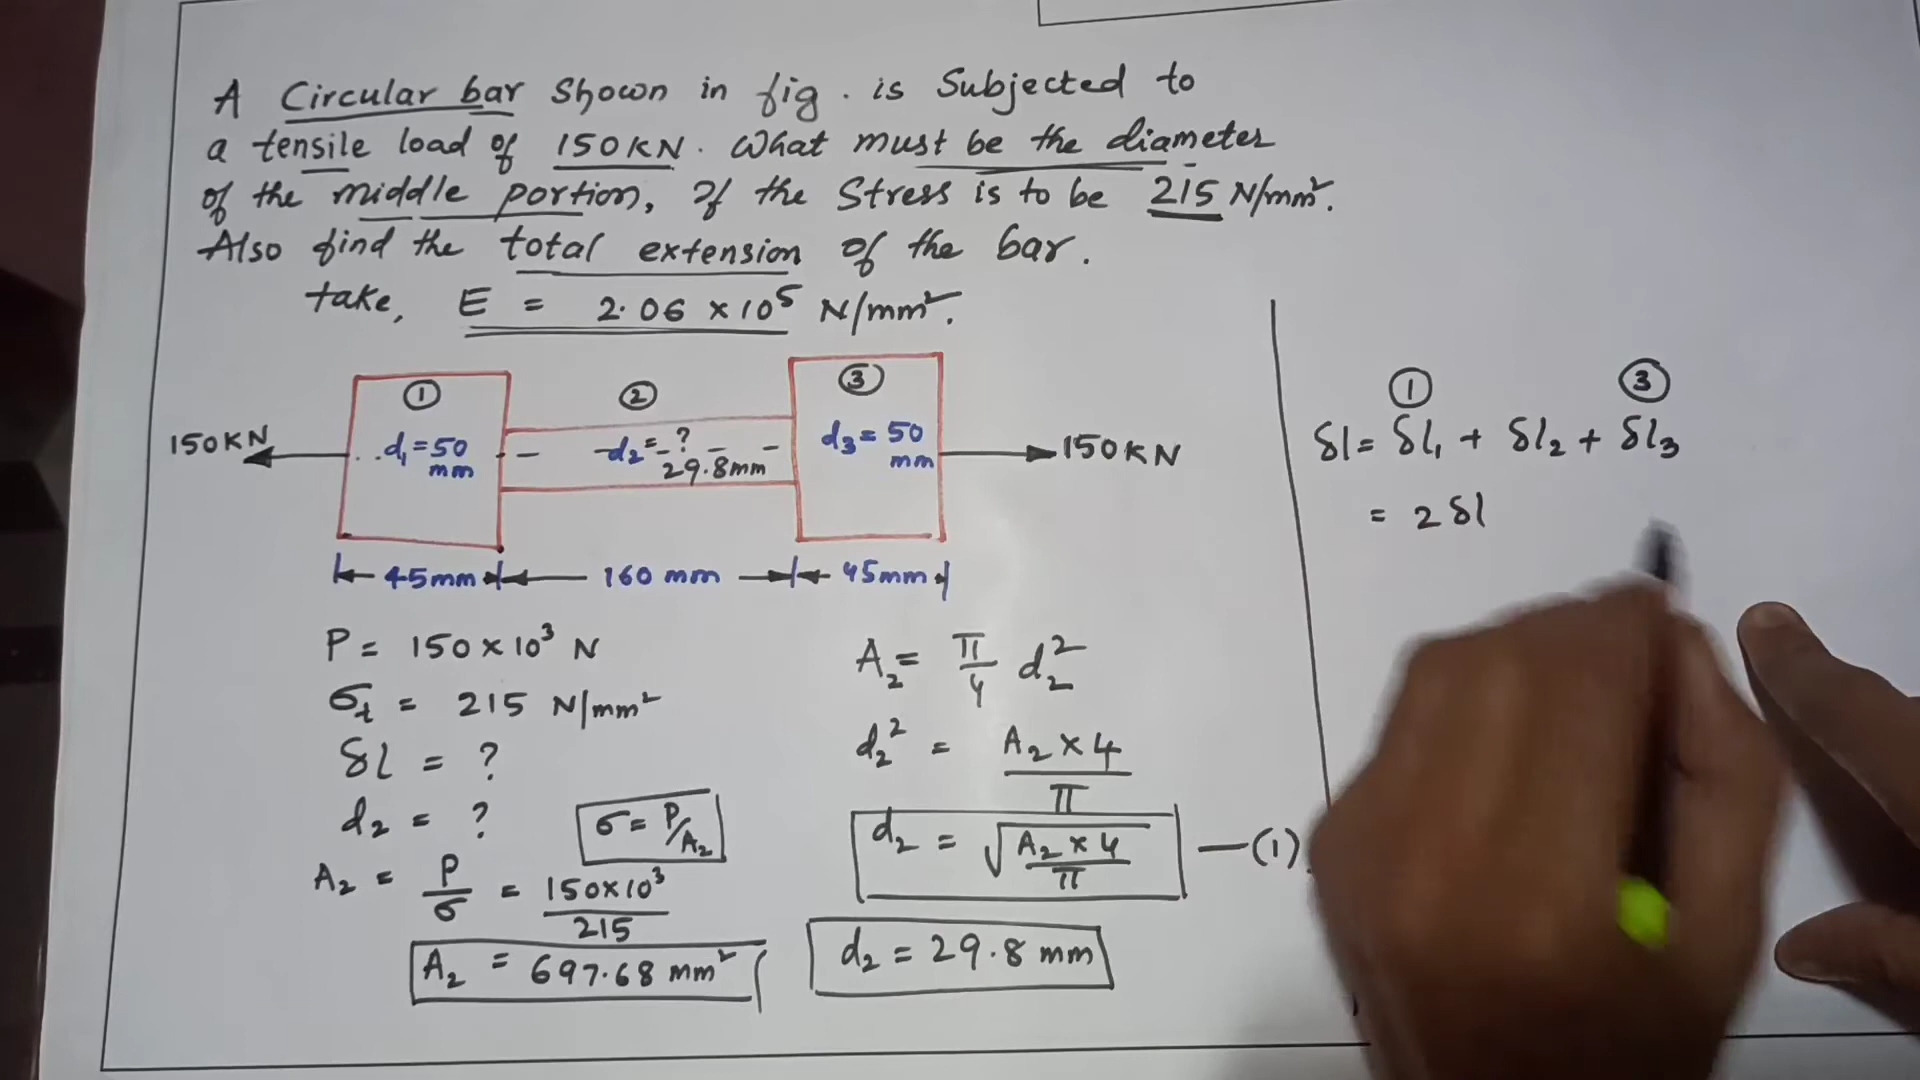 A Circular bar Shown in fig. is Subjected to
a tensile load of 150KN. What must be the diameter
of the middle portion, If the Stress is to be 215 N/mm².
Also find the total extension of the bar.
take, E = 2.06 × 10⁵ N/mm².
① ② ③
150KN d₁=50 mm d₂=? 29.8mm d₃=50 mm 150KN
45mm 160 mm 45mm
P = 150×10³ N
σt = 215 N/mm²
δl = ?
d₂ = ?
σ = P/A₂
A₂ = P/σ = 150×10³/215
A₂ = 697.68 mm²
A₂ = π/4 d₂²
d₂² = A₂×4/π
d₂ = √(A₂×4/π) —(1)
d₂ = 29.8 mm
① ③
δl = δl₁ + δl₂ + δl₃
= 2 δl